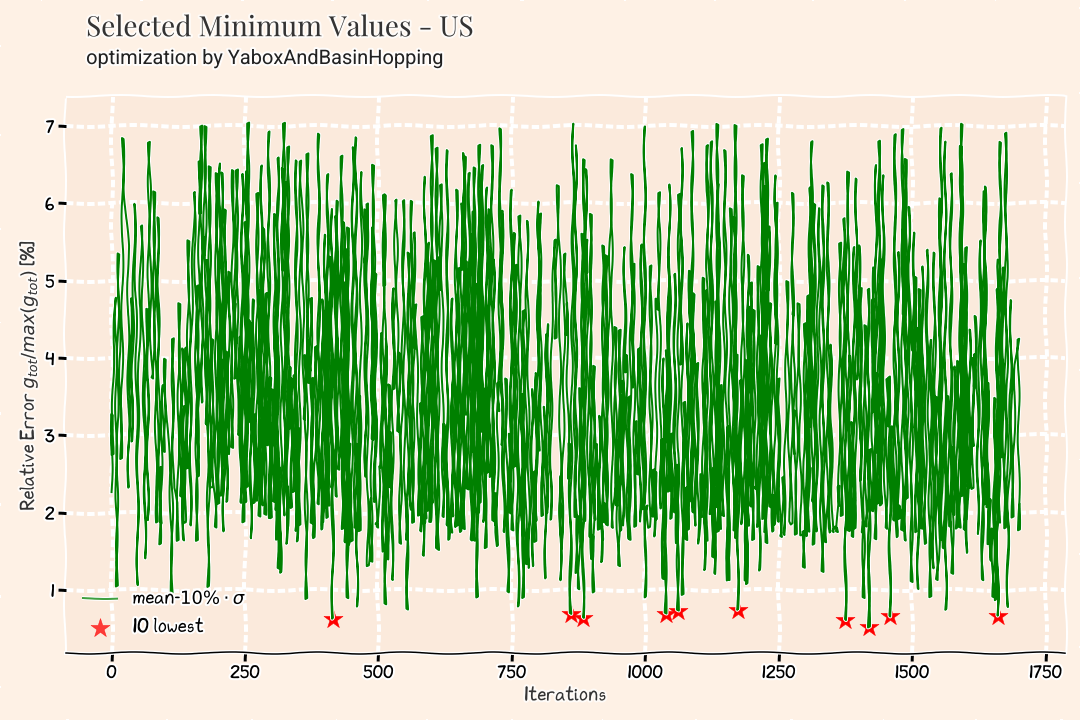 Selected Minimum Values - US
optimization by YaboxAndBasinHopping
7
6
5
4
3
2
1
Relative Error g_tot/max(g_tot) [%]
mean-10% · σ
10 lowest
0 250 500 750 1000 1250 1500 1750
Iterations